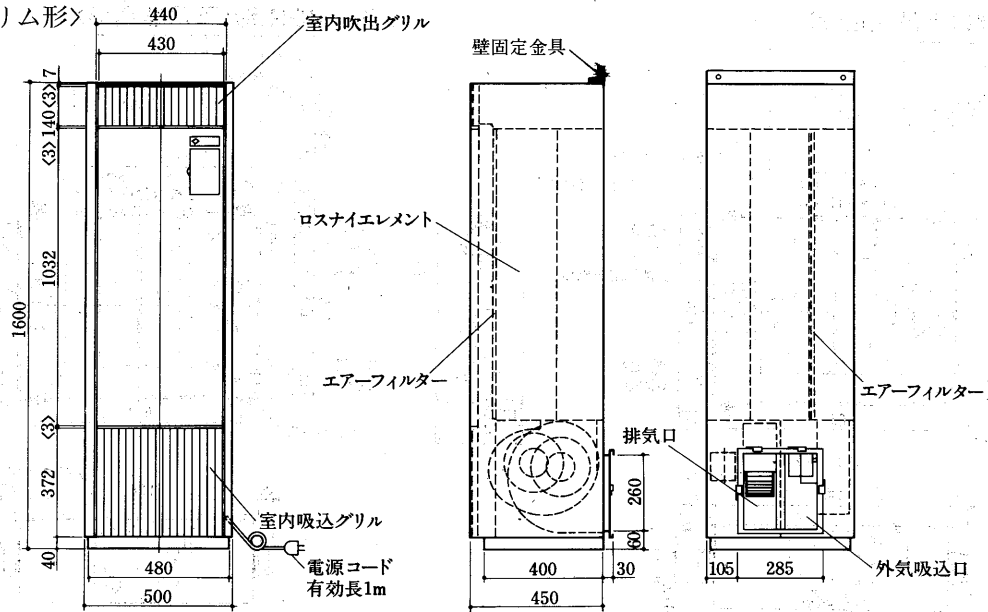 リム形〉
440
430
室内吹出グリル
壁固定金具
7
〈3〉
140
〈3〉
1032
1600
〈3〉
372
40
ロスナイエレメント
エアーフィルター
エアーフィルター
排気口
260
60
室内吸込グリル
電源コード
有効長1m
480
500
400
30
450
105
285
外気吸込口